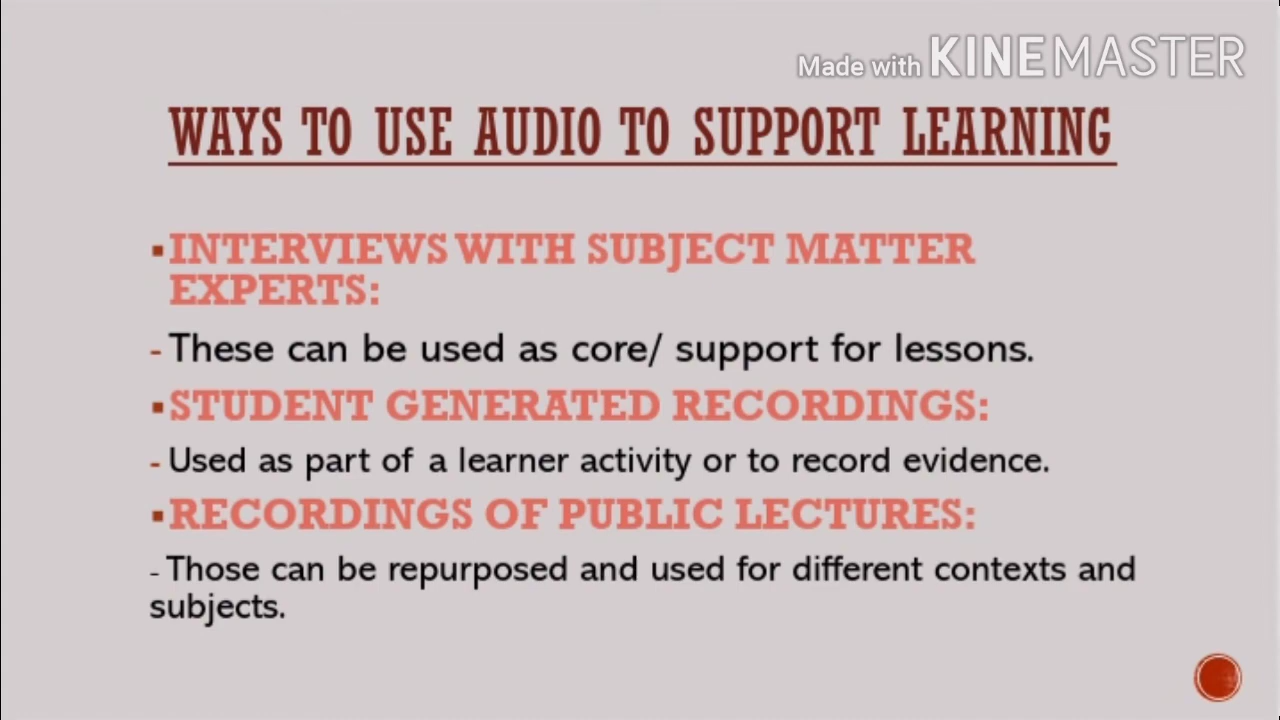 Made with KINEMASTER
WAYS TO USE AUDIO TO SUPPORT LEARNING
▪INTERVIEWS WITH SUBJECT MATTER
EXPERTS:
- These can be used as core/ support for lessons.
▪STUDENT GENERATED RECORDINGS:
- Used as part of a learner activity or to record evidence.
▪RECORDINGS OF PUBLIC LECTURES:
- Those can be repurposed and used for different contexts and
subjects.